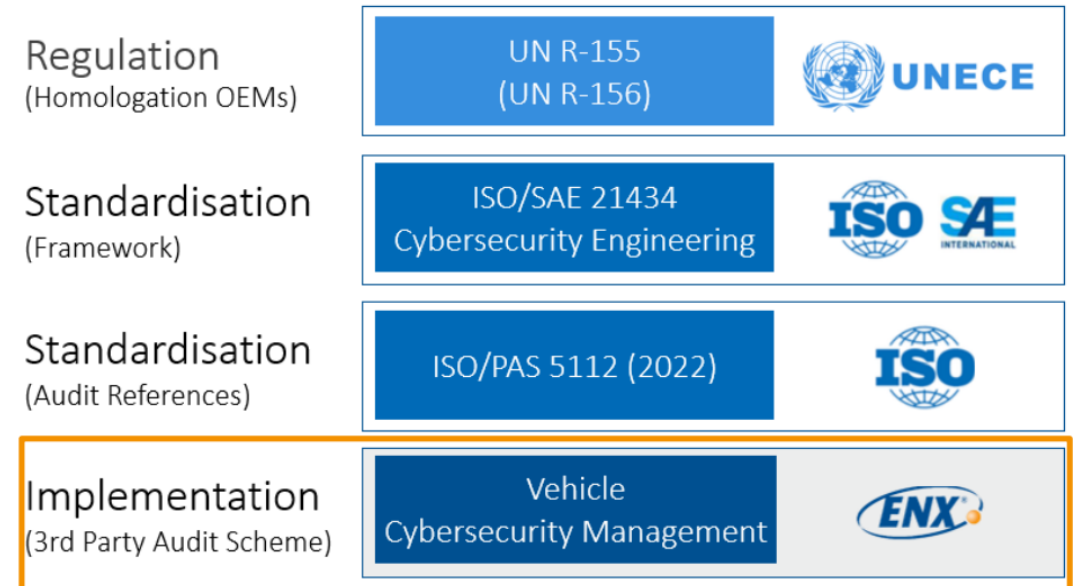 Regulation
(Homologation OEMs)
UN R-155
(UN R-156)
UNECE
Standardisation
(Framework)
ISO/SAE 21434
Cybersecurity Engineering
ISO
SAE
INTERNATIONAL
Standardisation
(Audit References)
ISO/PAS 5112 (2022)
ISO
Implementation
(3rd Party Audit Scheme)
Vehicle
Cybersecurity Management
ENX